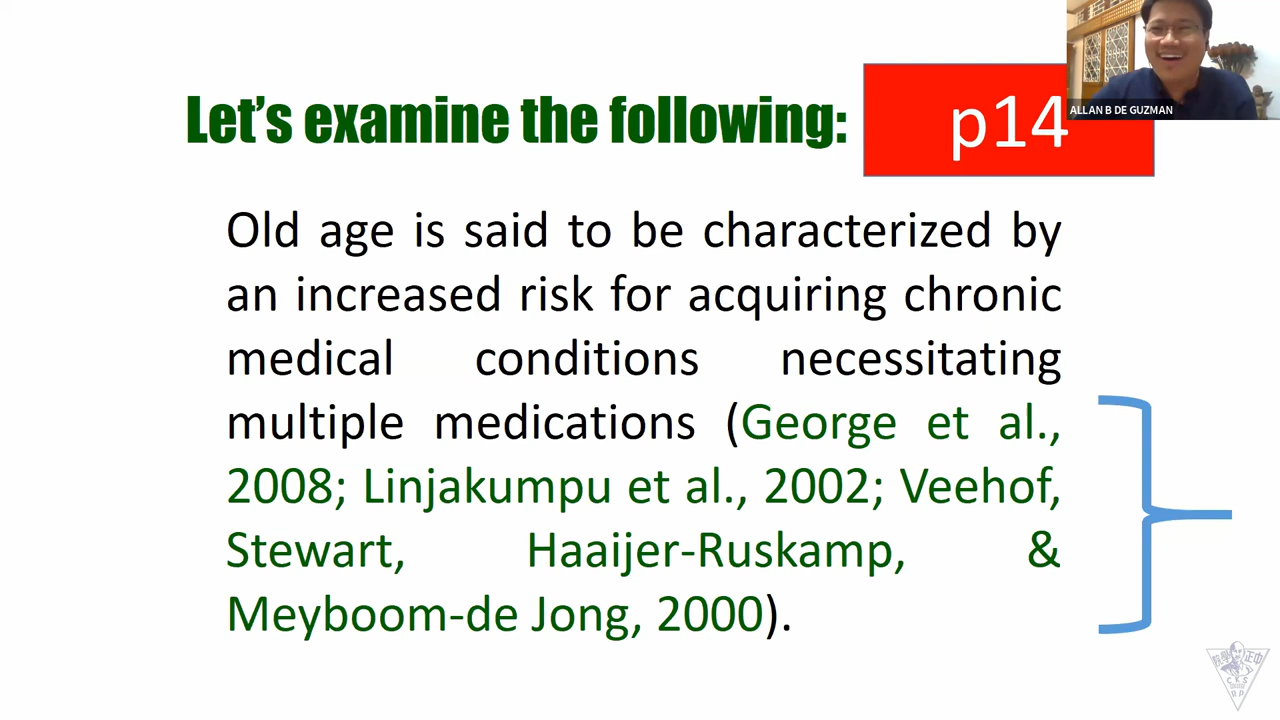 ALLAN B DE GUZMAN
Let's examine the following:
p14
Old age is said to be characterized by
an increased risk for acquiring chronic
medical conditions necessitating
multiple medications (George et al.,
2008; Linjakumpu et al., 2002; Veehof,
Stewart, Haaijer-Ruskamp, &
Meyboom-de Jong, 2000).
C K S